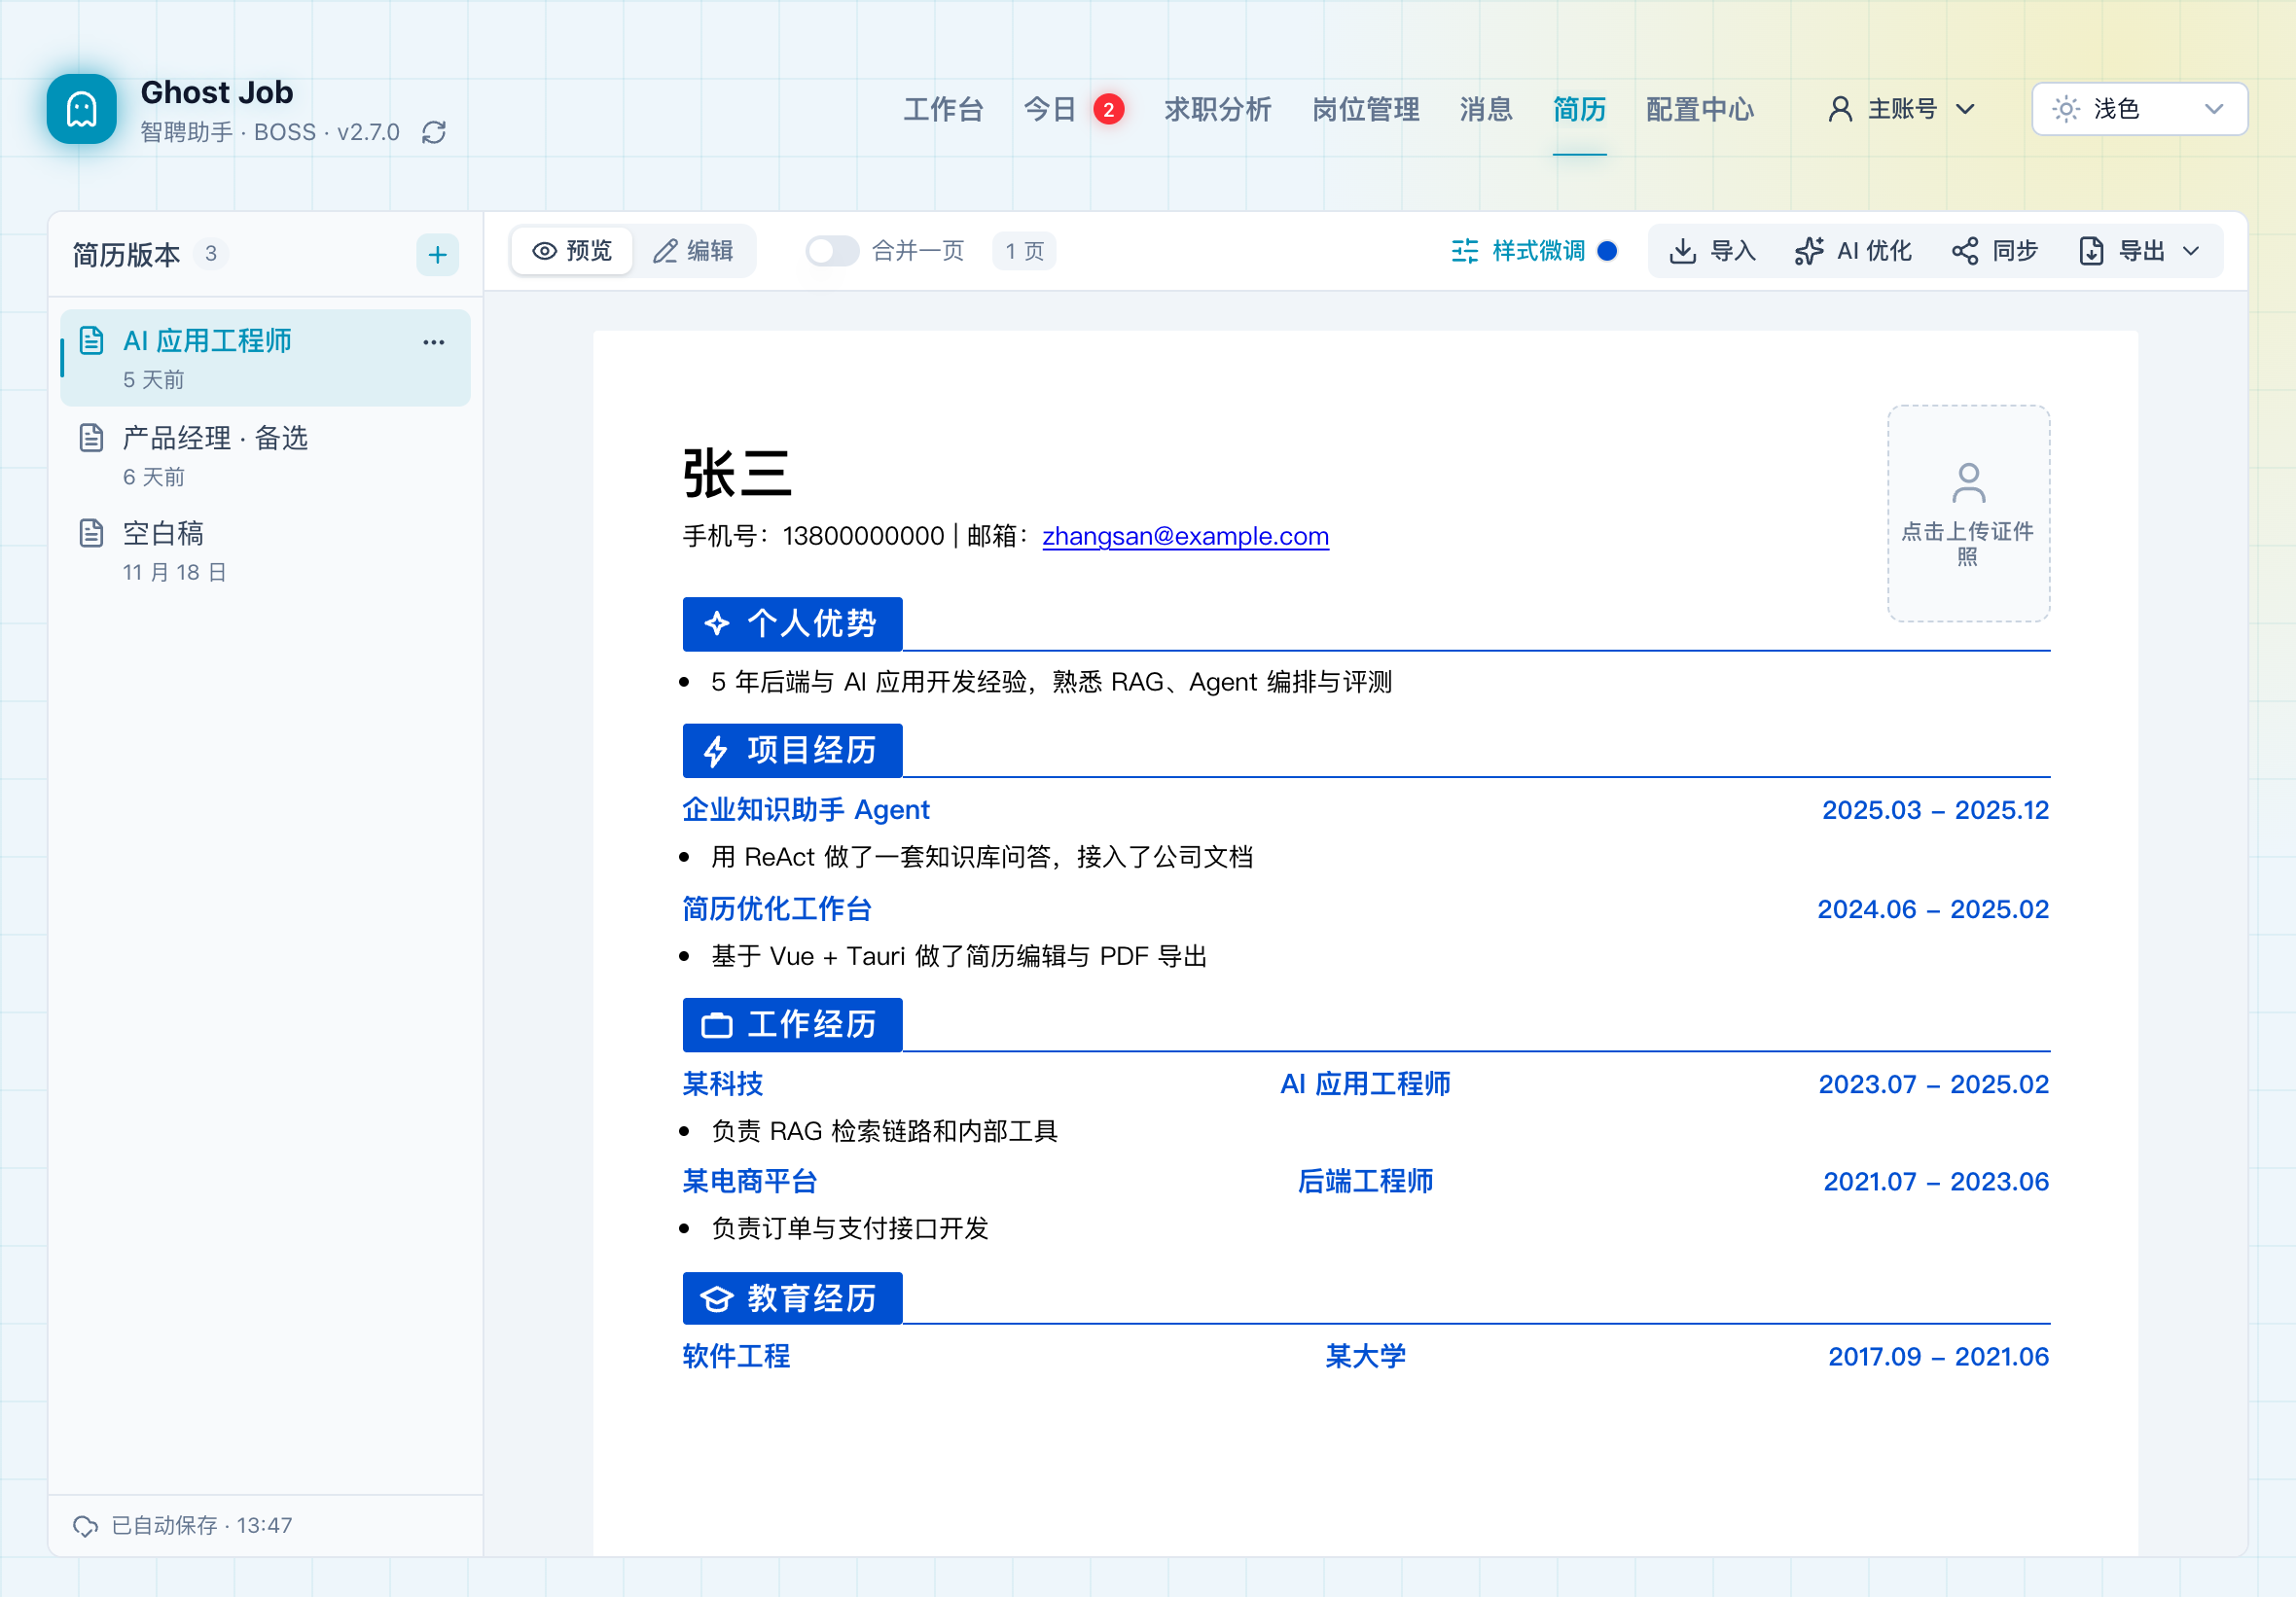 Ghost Job
智聘助手 · BOSS · v2.7.0
工作台 今日 2 求职分析 岗位管理 消息 简历 配置中心 主账号 浅色
简历版本 3
预览 编辑 合并一页 1 页 样式微调 导入 AI 优化 同步 导出
AI 应用工程师
5 天前
产品经理 · 备选
6 天前
空白稿
11 月 18 日
已自动保存 · 13:47
张三
手机号：13800000000 | 邮箱：zhangsan@example.com
点击上传证件
照
个人优势
5 年后端与 AI 应用开发经验，熟悉 RAG、Agent 编排与评测
项目经历
企业知识助手 Agent 2025.03 – 2025.12
用 ReAct 做了一套知识库问答，接入了公司文档
简历优化工作台 2024.06 – 2025.02
基于 Vue + Tauri 做了简历编辑与 PDF 导出
工作经历
某科技 AI 应用工程师 2023.07 – 2025.02
负责 RAG 检索链路和内部工具
某电商平台 后端工程师 2021.07 – 2023.06
负责订单与支付接口开发
教育经历
软件工程 某大学 2017.09 – 2021.06